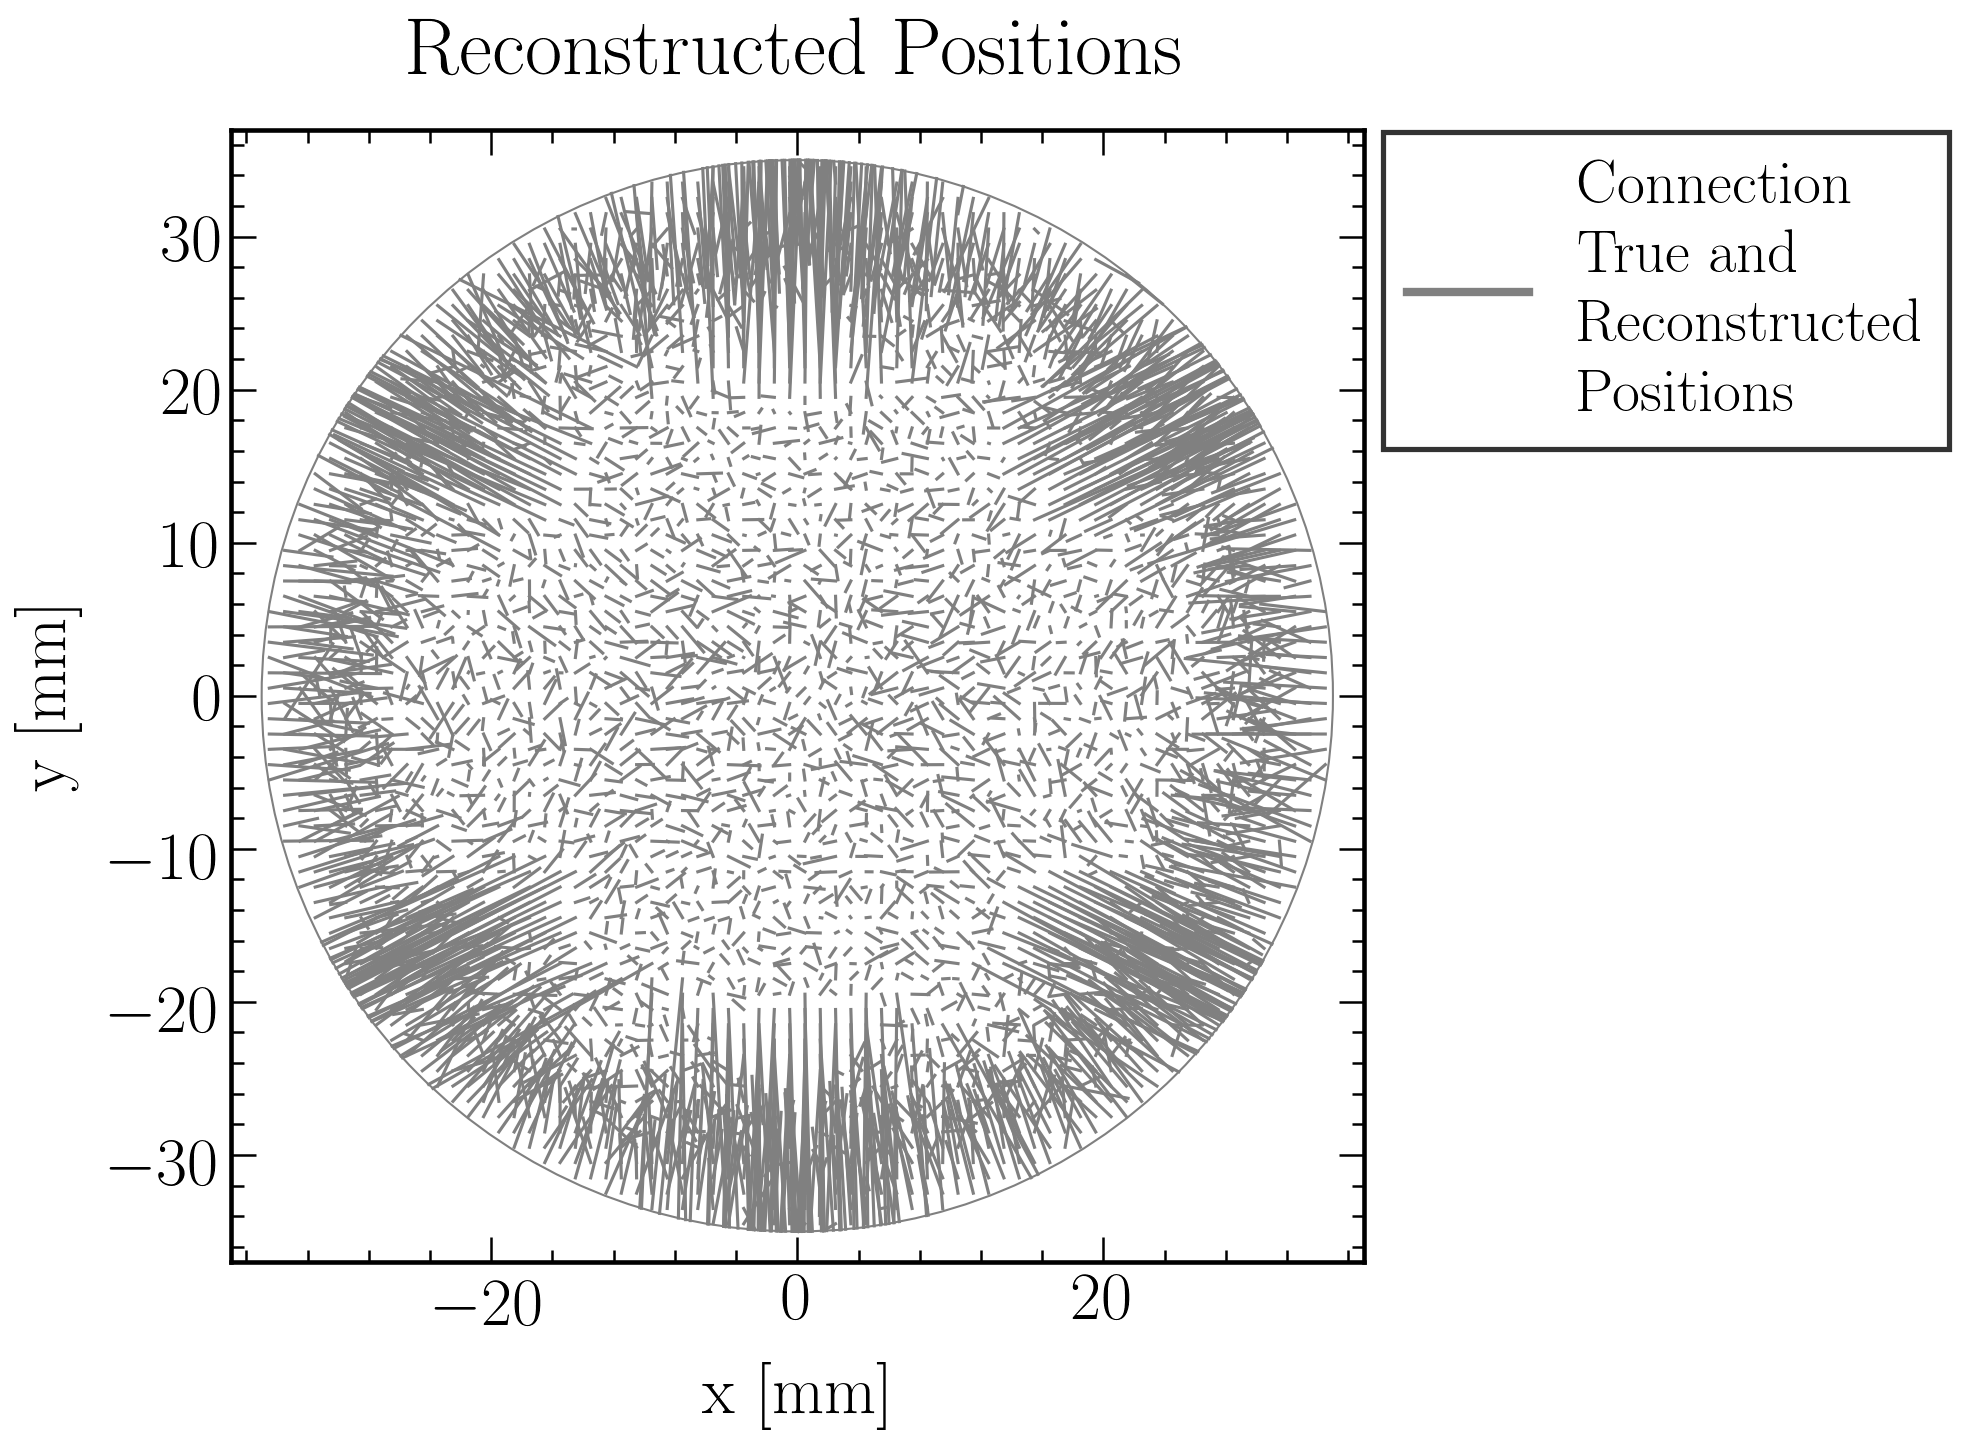 Reconstructed Positions
Connection
True and
Reconstructed
Positions
30
20
10
0
−10
−20
−30
y [mm]
−20
0
20
x [mm]